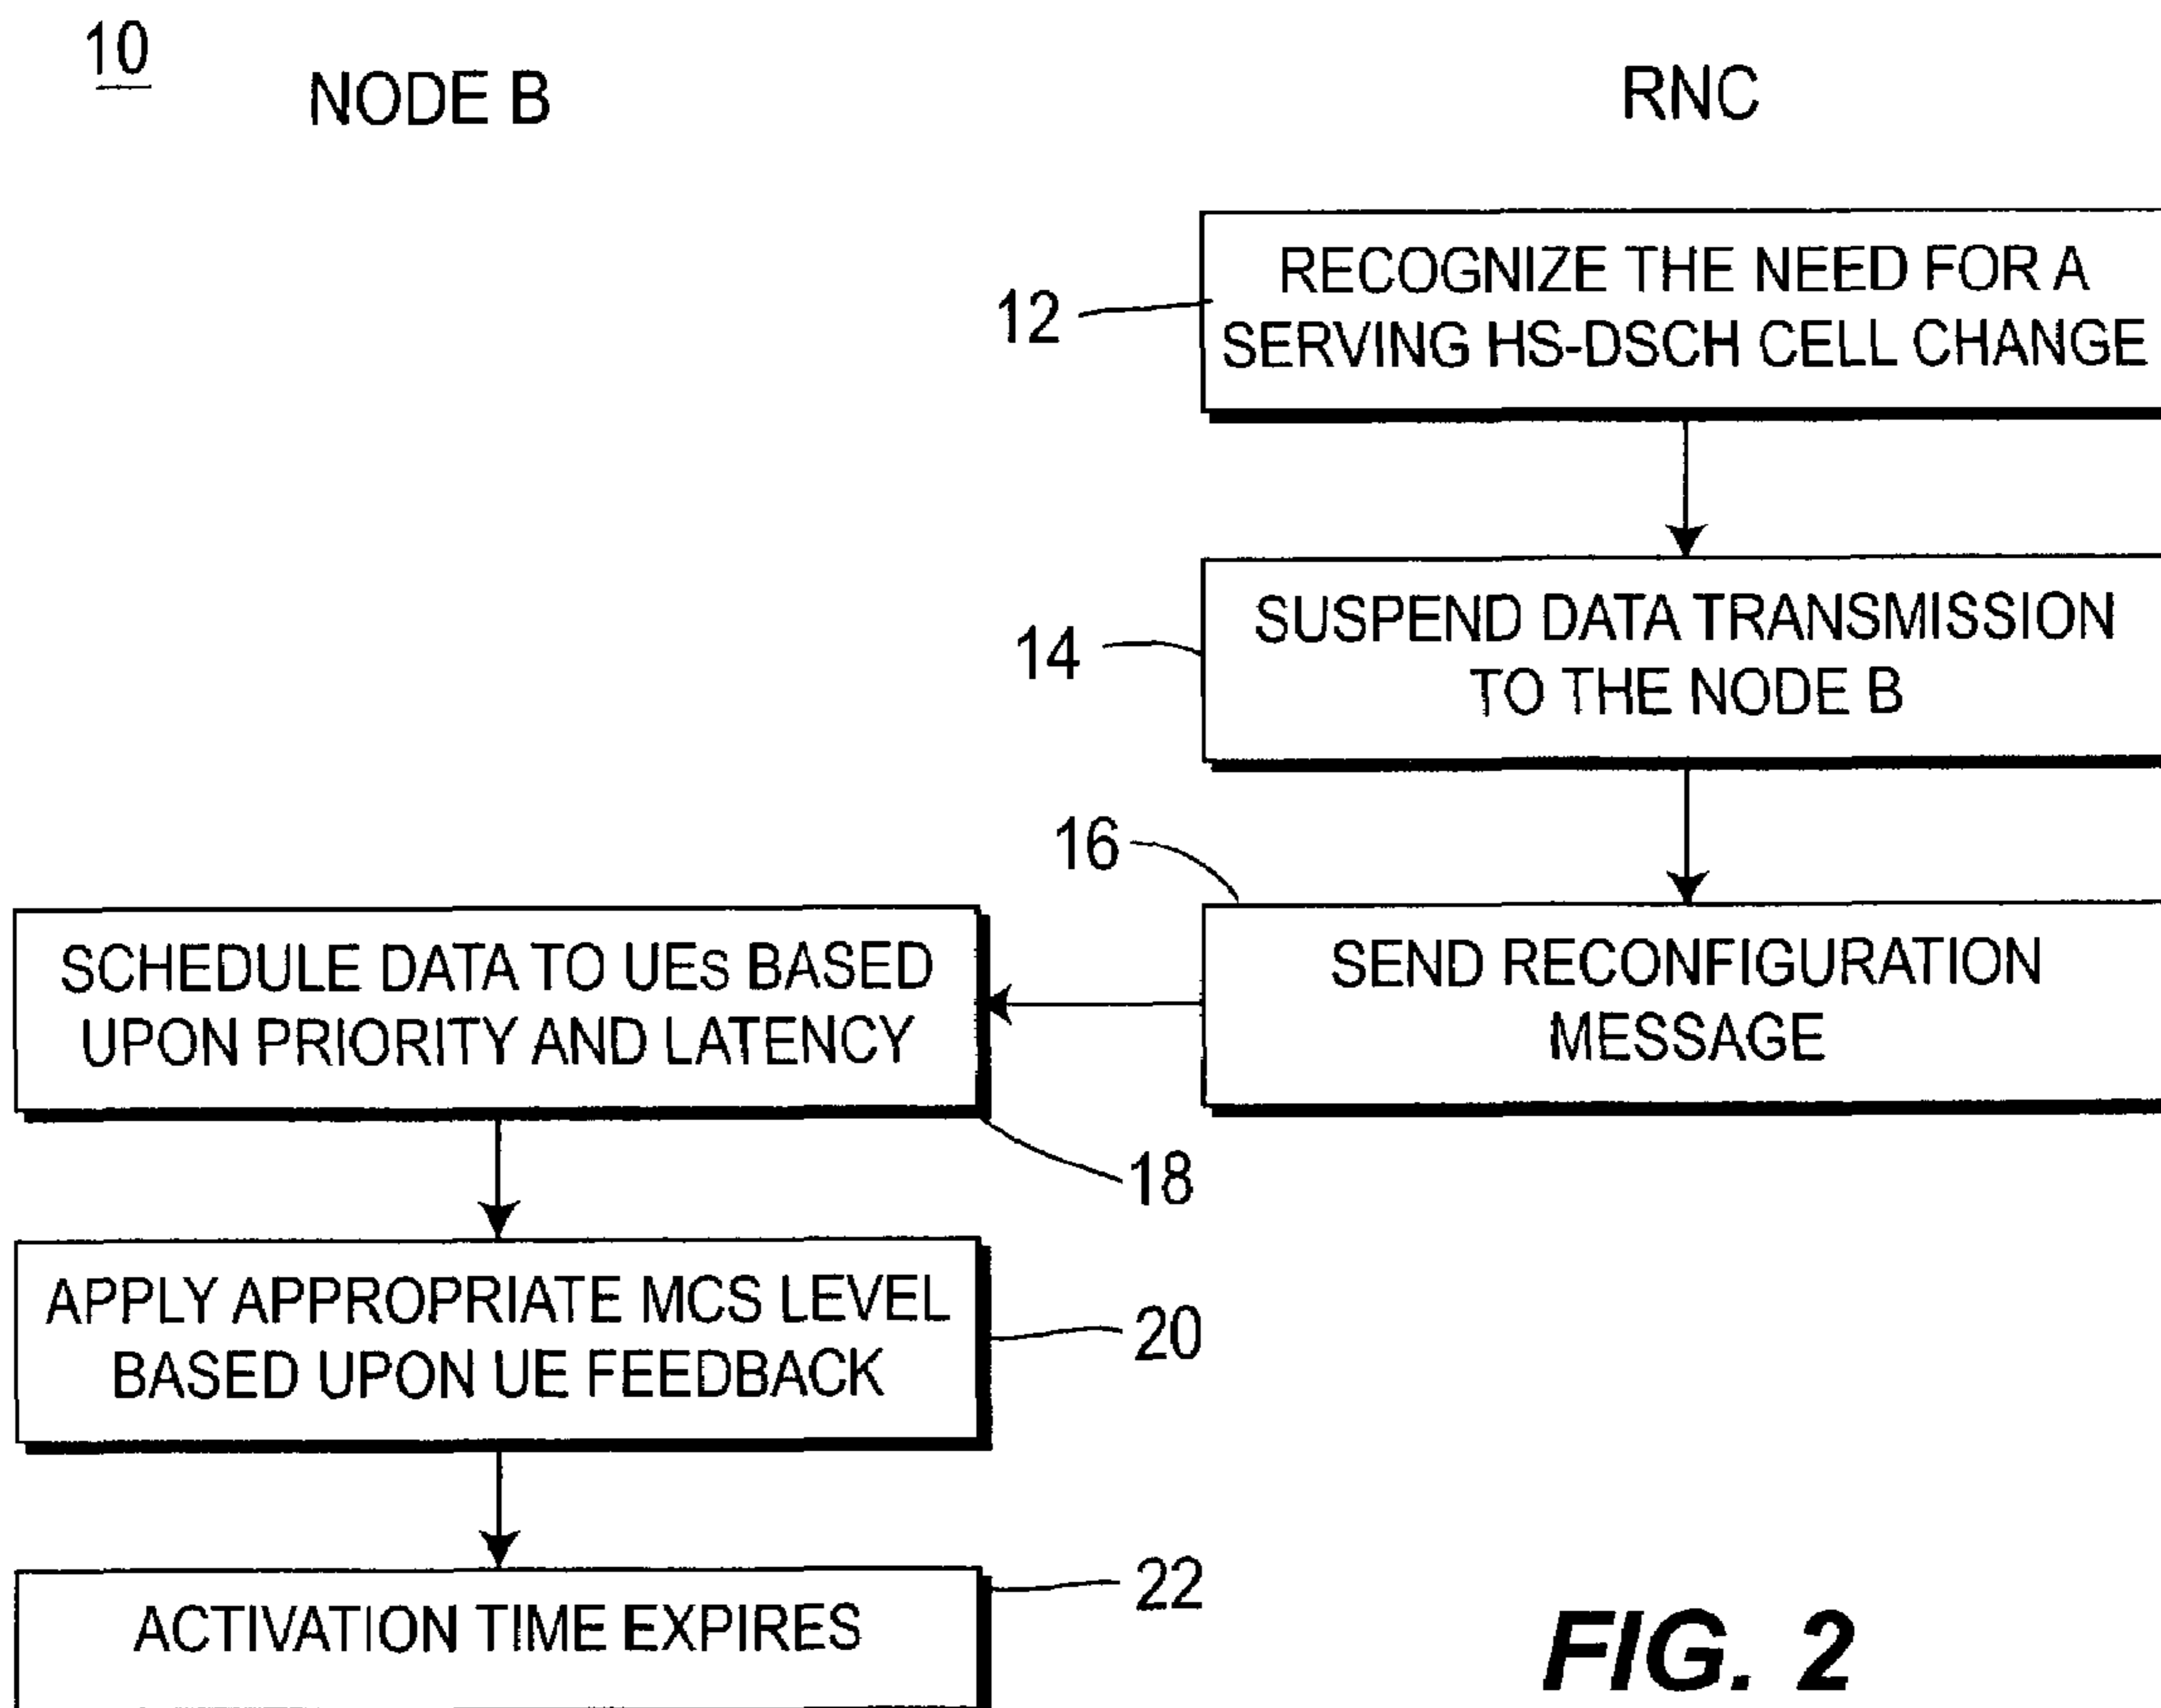 10
NODE B
RNC
12
RECOGNIZE THE NEED FOR A
SERVING HS-DSCH CELL CHANGE
14
SUSPEND DATA TRANSMISSION
TO THE NODE B
16
SEND RECONFIGURATION
MESSAGE
SCHEDULE DATA TO UEs BASED
UPON PRIORITY AND LATENCY
18
APPLY APPROPRIATE MCS LEVEL
BASED UPON UE FEEDBACK
20
ACTIVATION TIME EXPIRES
22
FIG. 2